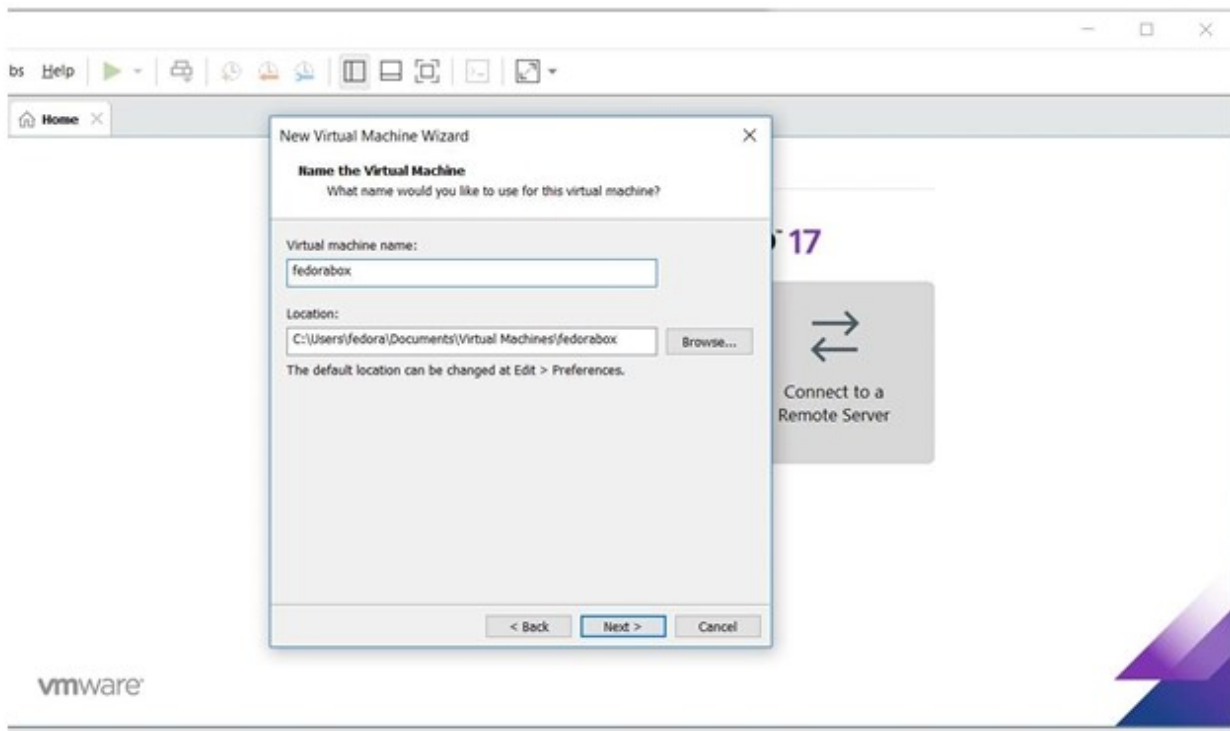 bs Help
Home
New Virtual Machine Wizard
Name the Virtual Machine
What name would you like to use for this virtual machine?
Virtual machine name:
fedorabox
Location:
C:\Users\fedora\Documents\Virtual Machines\fedorabox
Browse...
The default location can be changed at Edit > Preferences.
< Back Next > Cancel
17
Connect to a
Remote Server
vmware